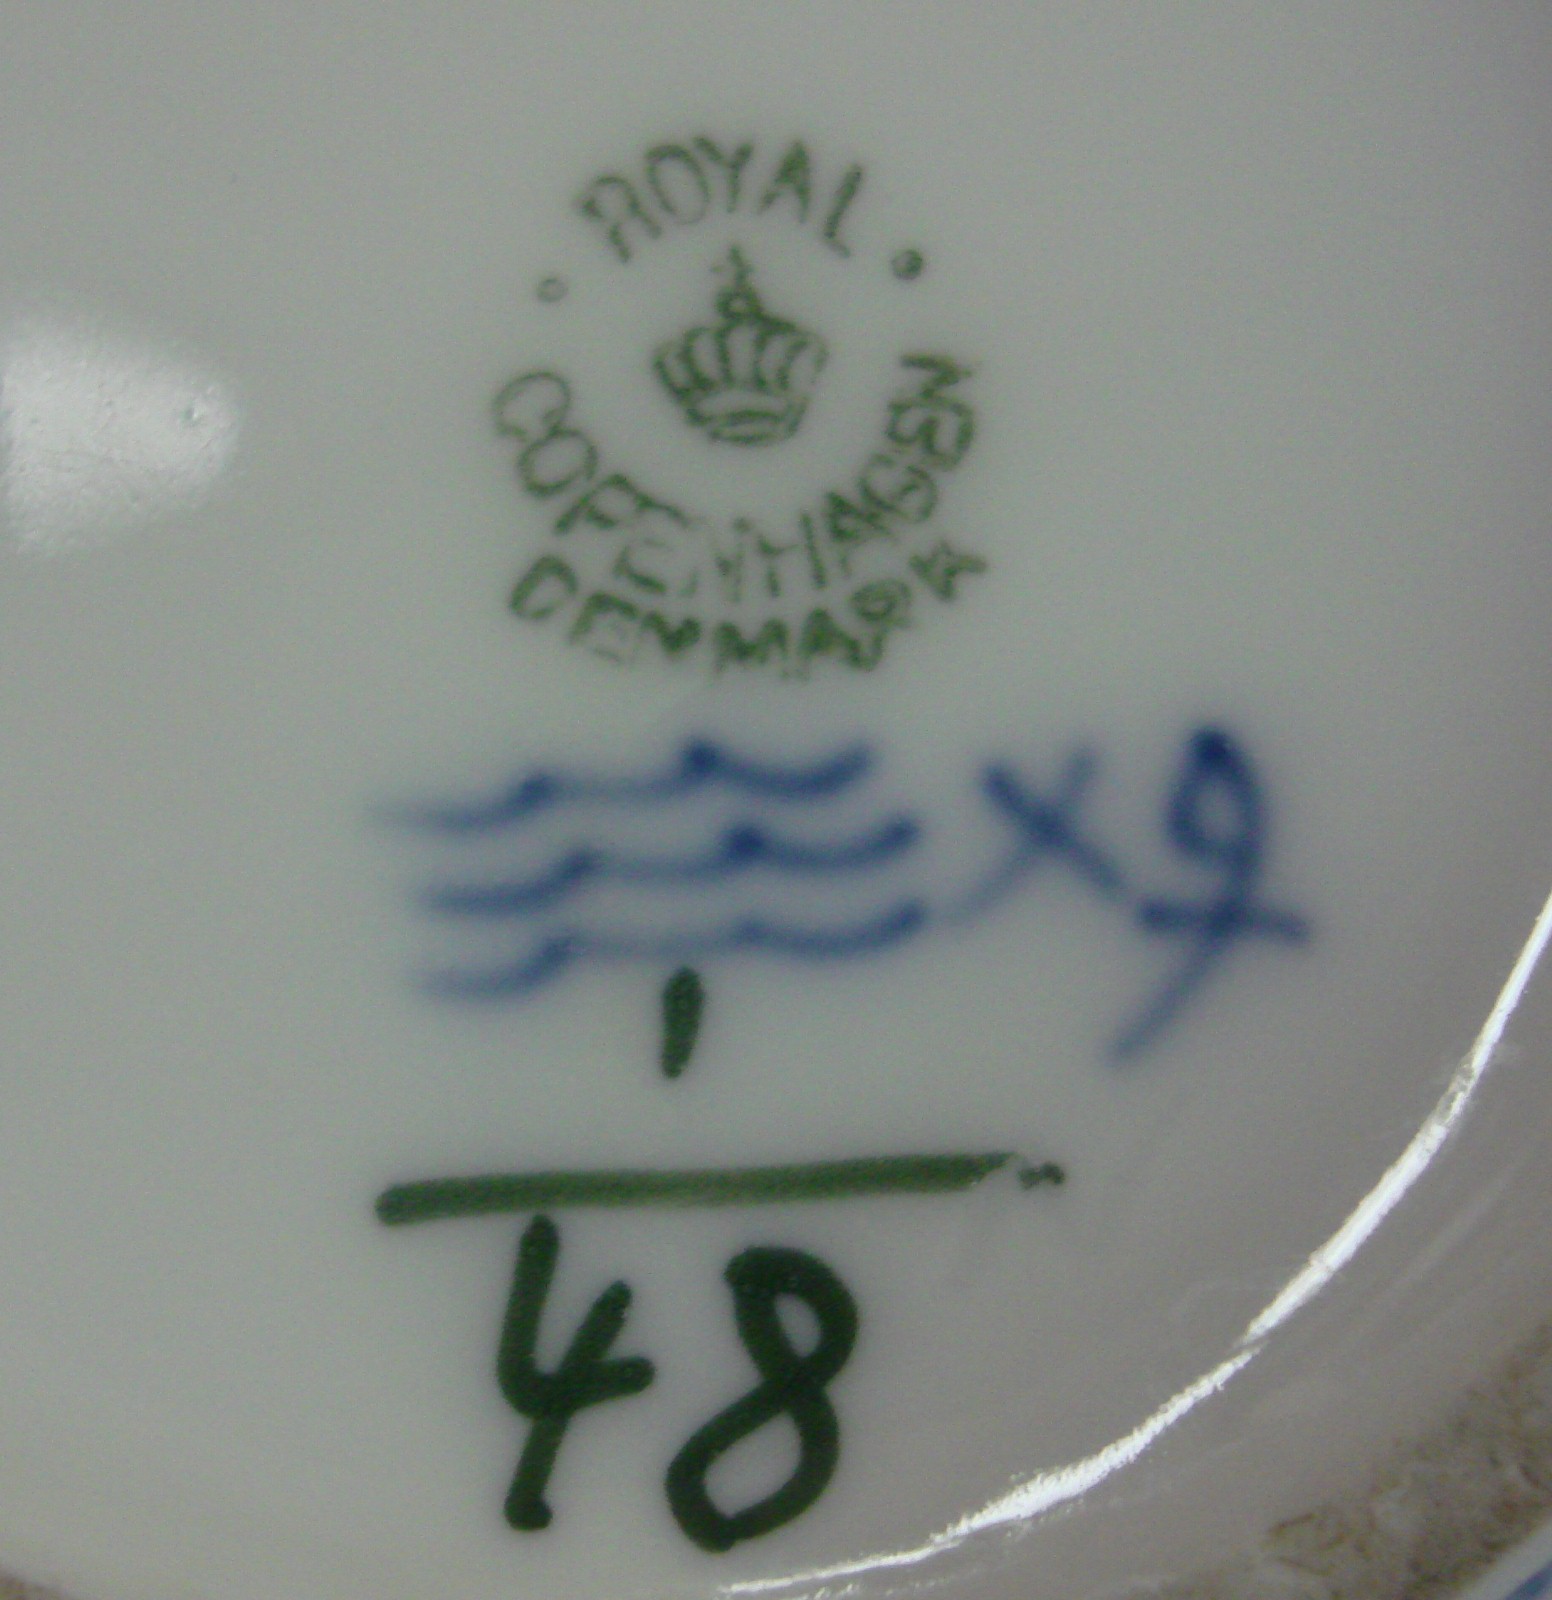 ROYAL
COPENHAGEN
DENMARK
1
48